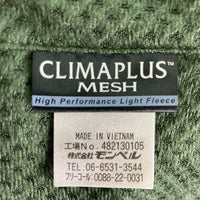 CLIMAPLUS™
MESH
High Performance Light Fleece
MADE IN VIETNAM
工場No. 482130105
株式会社モンベル
TEL. 06-6531-3544
フリーコール:0088-22-0031